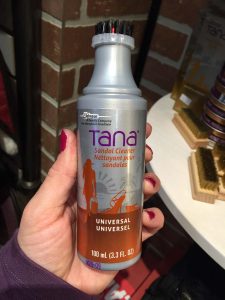 Tana
Sandal Cleaner
Nettoyant pour
sandales
UNIVERSAL
UNIVERSEL
100 mL (3.3 FL. OZ.)